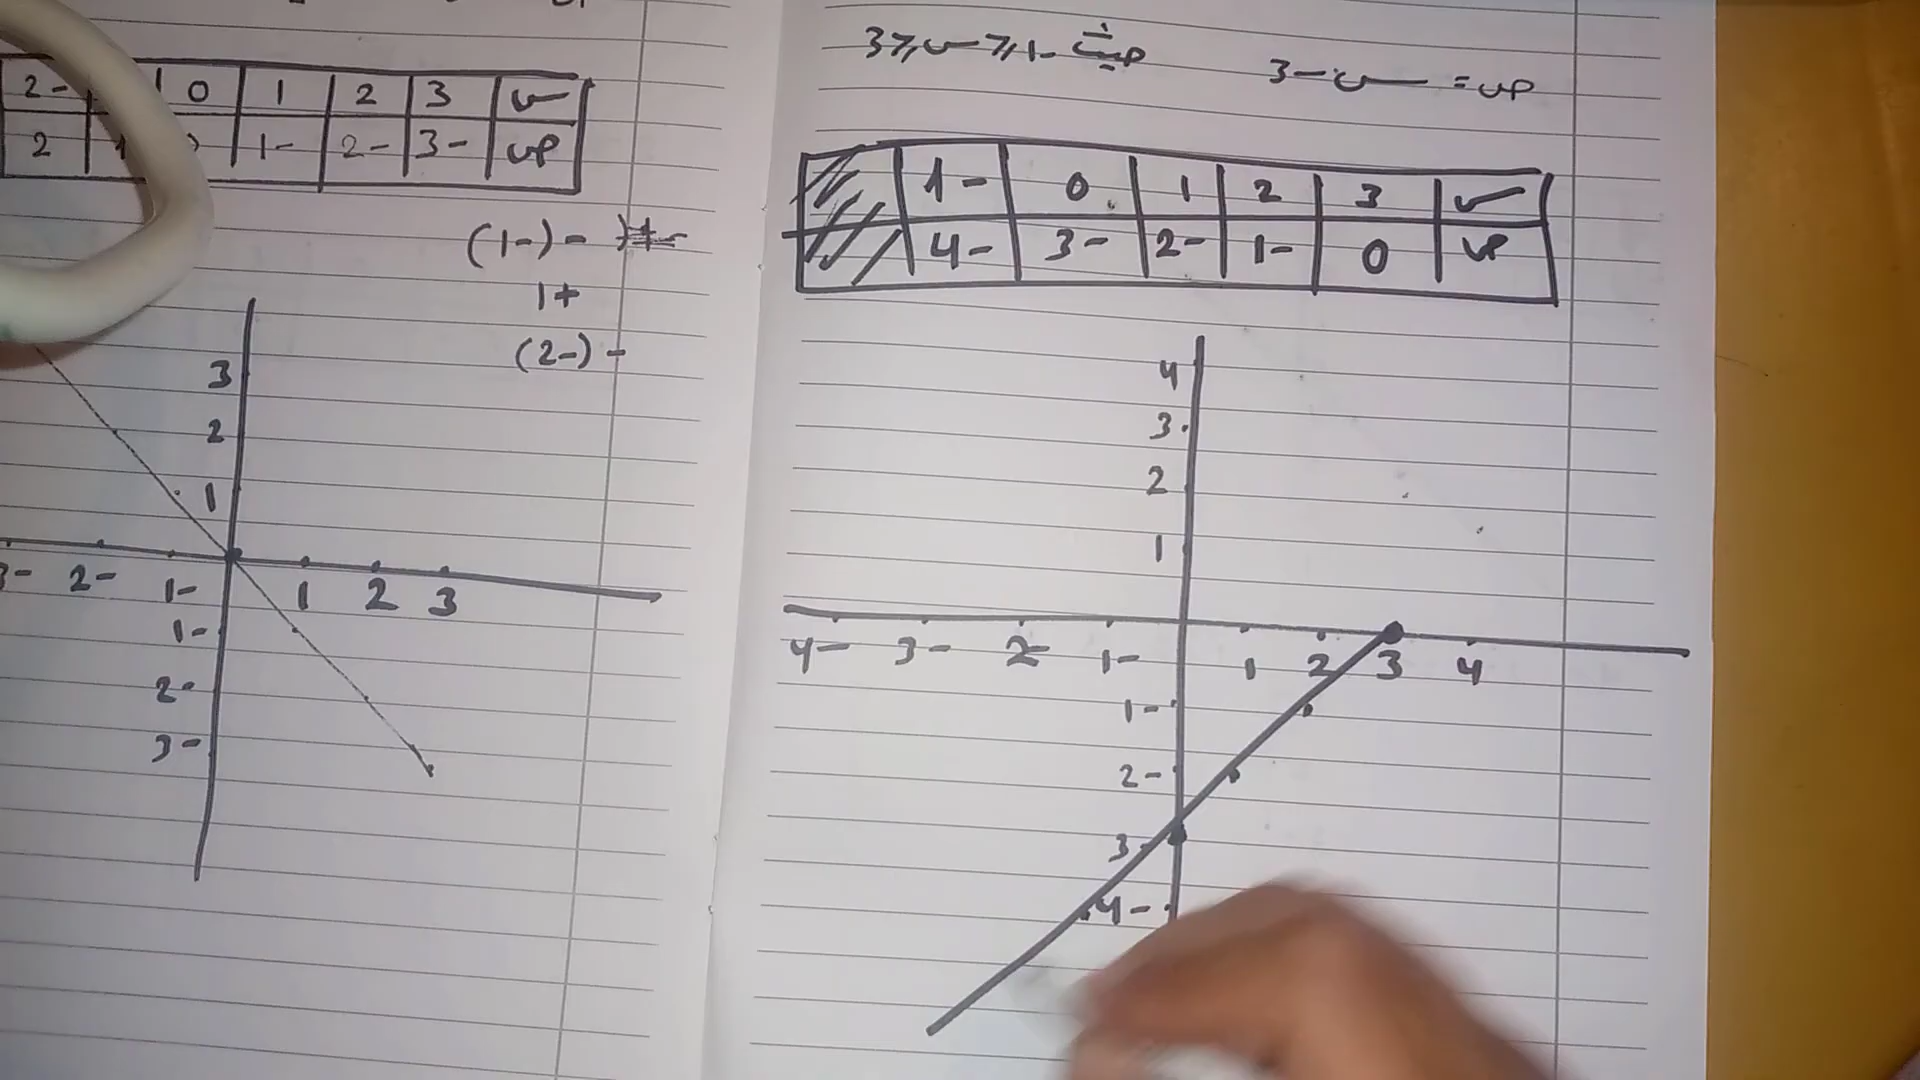 ص = س - 3 حيث -1 ⩽ س ⩽ 3
س 3 2 1 0 -1
ص 0 -1 -2 -3 -4
4
3
2
1
-4 -3 -2 -1 1 2 3 4
-1
-2
-3
-4
س 3 2 1 0 -2
ص -3 -2 -1 2
-(-1)
+1
-(-2)
3
2
1
-2 -1 1 2 3
-1
-2
-3